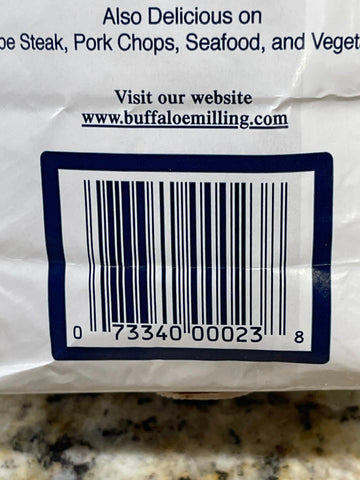 Also Delicious on
Steak, Pork Chops, Seafood, and
Visit our website
www.buffaloemilling.com
0 73340 00023 8